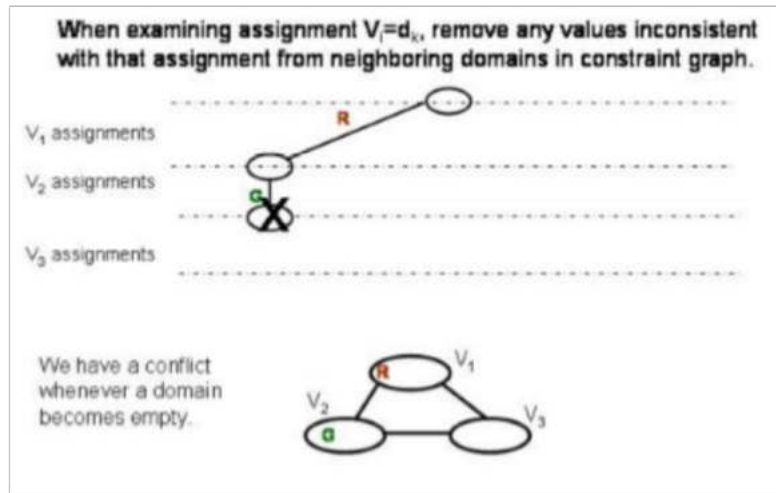 When examining assignment Vᵢ=dₖ, remove any values inconsistent
with that assignment from neighboring domains in constraint graph.
R
V₁ assignments
V₂ assignments
G
X
V₃ assignments
We have a conflict
whenever a domain
becomes empty.
V₁
R
V₂
V₃
G